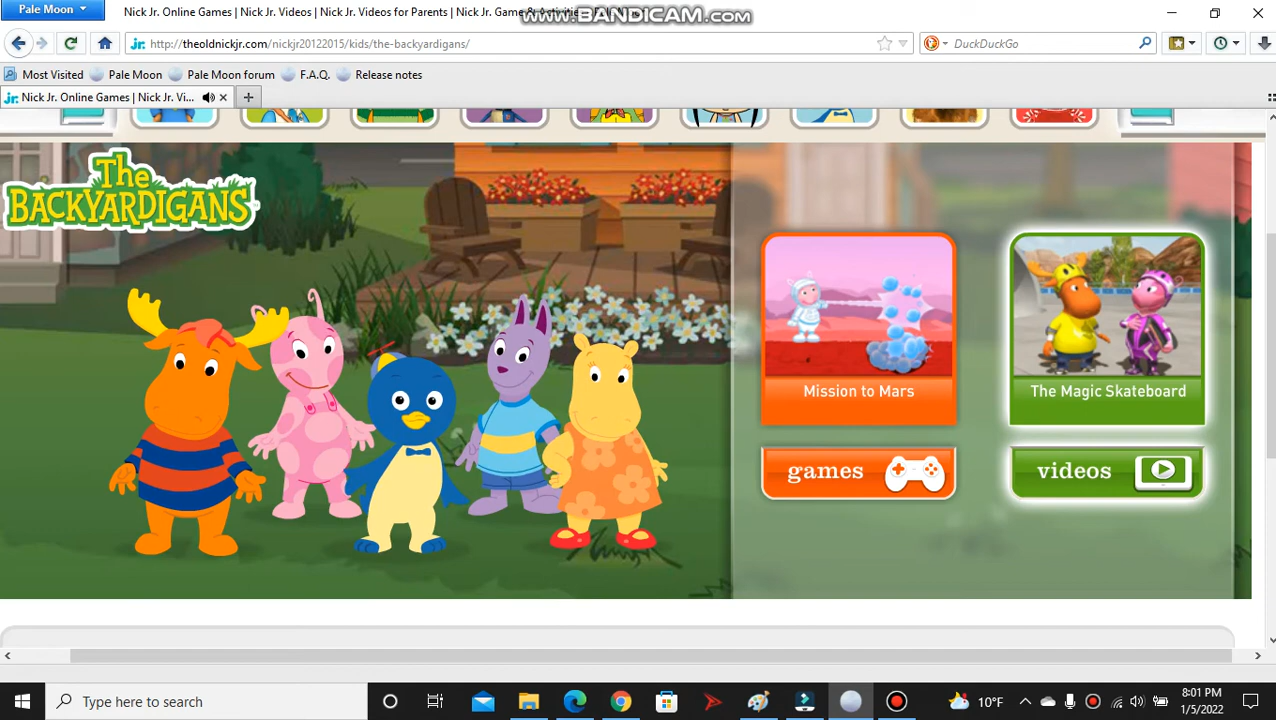 Pale Moon
Nick Jr. Online Games | Nick Jr. Videos | Nick Jr. Videos for Parents | Nick Jr. Game
www.BANDICAM.com
jr. http://theoldnickjr.com/nickjr20122015/kids/the-backyardigans/
DuckDuckGo
Most Visited Pale Moon Pale Moon forum F.A.Q. Release notes
jr. Nick Jr. Online Games | Nick Jr. Vi...
The
BACKYARDIGANS
Mission to Mars
The Magic Skateboard
games
videos
Type here to search
10°F
8:01 PM
1/5/2022